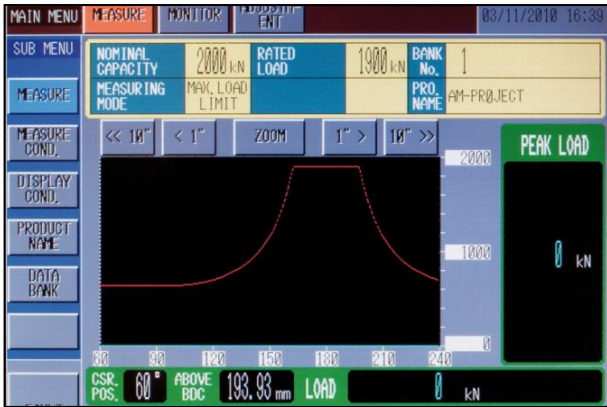 MAIN MENU MEASURE MONITOR ADJUSTM-ENT 03/11/2010 16:39
SUB MENU
NOMINAL CAPACITY 2000 kN RATED LOAD 1900 kN BANK No. 1
MEASURE
MEASURING MODE MAX. LOAD LIMIT PRO. NAME AM-PRØJECT
MEASURE COND.
<< 10° < 1° ZOOM 1° > 10° >>
PEAK LOAD
2000
DISPLAY COND.
PRODUCT NAME
1000
0 kN
DATA BANK
0
60 90 120 150 180 210 240
CSR. POS. 60° ABOVE BDC 193.93 mm LOAD 0 kN